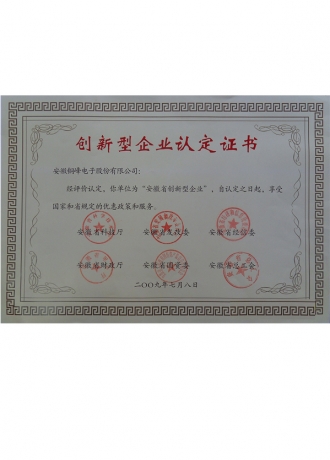 创新型企业认定证书
安徽铜峰电子股份有限公司:
经评价认定,你单位为“安徽省创新型企业”,自认定之日起,享受
国家和省规定的优惠政策和服务。
安徽省科技厅 安徽省发改委 安徽省经信委
安徽省财政厅 安徽省国资委 安徽省总工会
二〇〇九年七月八日